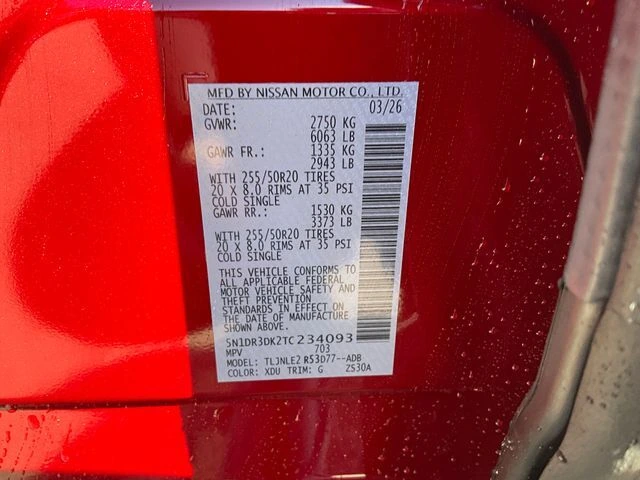 MFD BY NISSAN MOTOR CO., LTD.
DATE: 03/26
GVWR: 2750 KG
6063 LB
GAWR FR.: 1335 KG
2943 LB
WITH 255/50R20 TIRES
20 X 8.0 RIMS AT 35 PSI
COLD SINGLE
GAWR RR.: 1530 KG
3373 LB
WITH 255/50R20 TIRES
20 X 8.0 RIMS AT 35 PSI
COLD SINGLE
THIS VEHICLE CONFORMS TO
ALL APPLICABLE FEDERAL
MOTOR VEHICLE SAFETY AND
THEFT PREVENTION
STANDARDS IN EFFECT ON
THE DATE OF MANUFACTURE
SHOWN ABOVE.
5N1DR3DK2TC234093
MPV 703
MODEL: TLJNLE2 R53D77--ADB
COLOR: XDU TRIM: G ZS30A